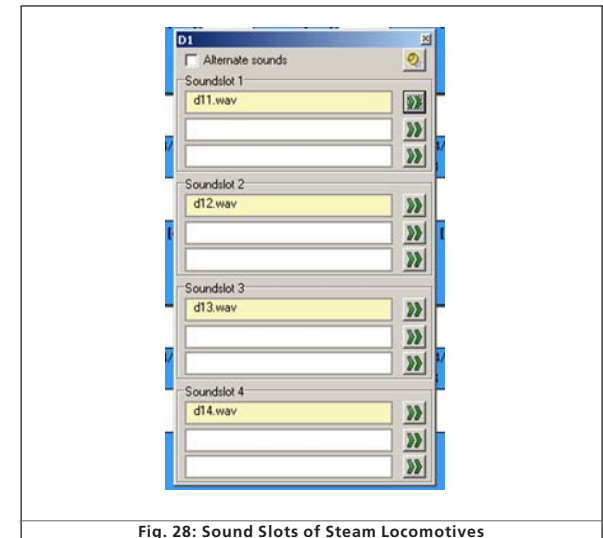 D1
Alternate sounds
Soundslot 1
d11.wav
Soundslot 2
d12.wav
Soundslot 3
d13.wav
Soundslot 4
d14.wav
Fig. 28: Sound Slots of Steam Locomotives